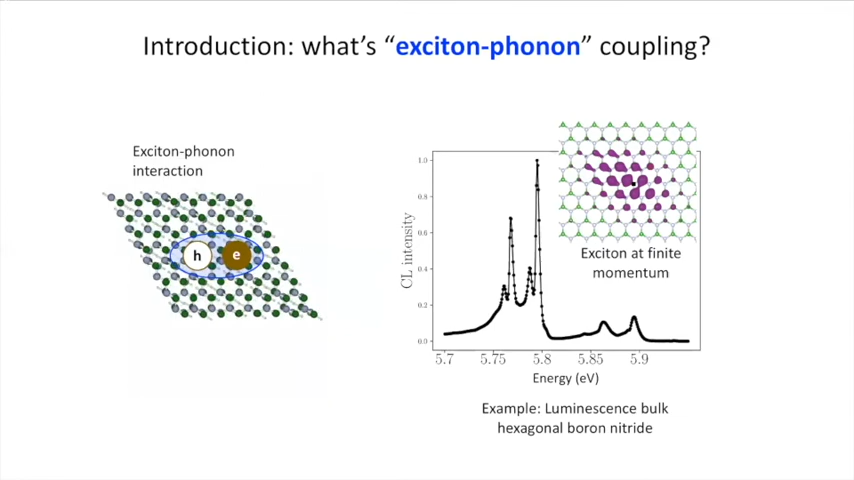 Introduction: what's “exciton-phonon” coupling?
Exciton-phonon
interaction
h e
CL intensity
1.0
0.8
0.6
0.4
0.2
0.0
5.7 5.75 5.8 5.85 5.9
Energy (eV)
Exciton at finite
momentum
Example: Luminescence bulk
hexagonal boron nitride